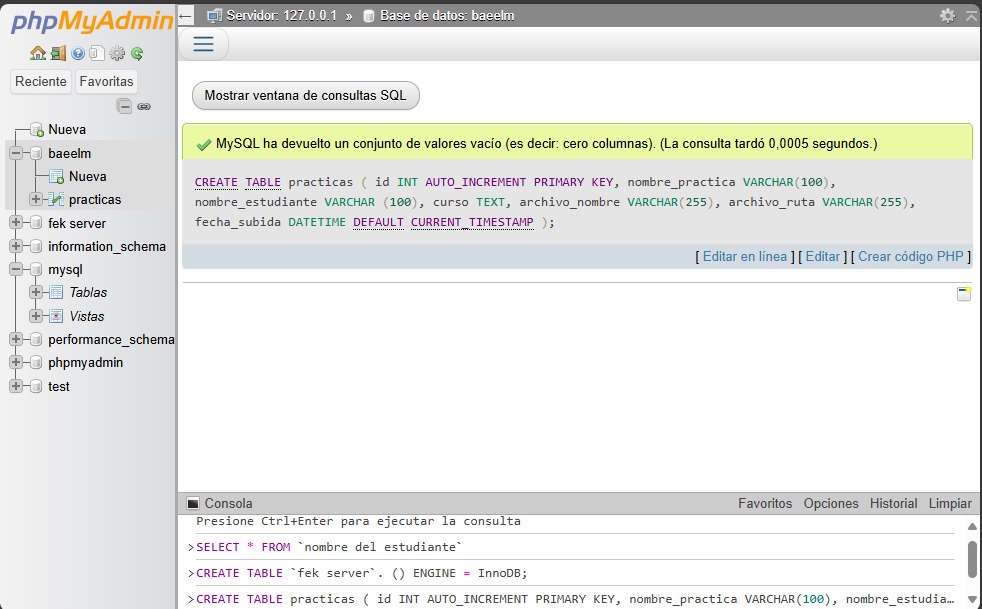 phpMyAdmin
Servidor: 127.0.0.1 » Base de datos: baeelm
Reciente Favoritas
Nueva
baeelm
Nueva
practicas
fek server
information_schema
mysql
Tablas
Vistas
performance_schema
phpmyadmin
test
Mostrar ventana de consultas SQL
MySQL ha devuelto un conjunto de valores vacío (es decir: cero columnas). (La consulta tardó 0,0005 segundos.)
CREATE TABLE practicas ( id INT AUTO_INCREMENT PRIMARY KEY, nombre_practica VARCHAR(100),
nombre_estudiante VARCHAR (100), curso TEXT, archivo_nombre VARCHAR(255), archivo_ruta VARCHAR(255),
fecha_subida DATETIME DEFAULT CURRENT_TIMESTAMP );
[ Editar en línea ] [ Editar ] [ Crear código PHP ]
Consola Favoritos Opciones Historial Limpiar
Presione Ctrl+Enter para ejecutar la consulta
>SELECT * FROM `nombre del estudiante`
>CREATE TABLE `fek server`. () ENGINE = InnoDB;
>CREATE TABLE practicas ( id INT AUTO_INCREMENT PRIMARY KEY, nombre_practica VARCHAR(100), nombre_estudia…